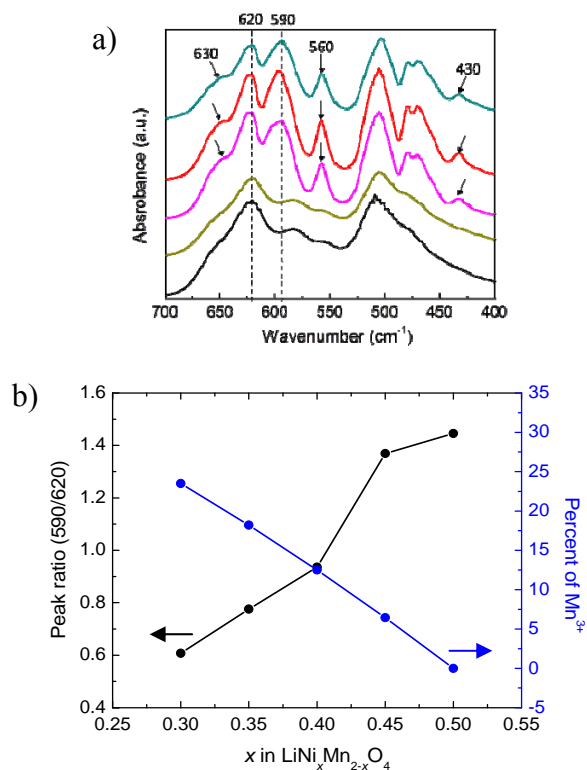 a)
620 590
630
560
430
Absrobance (a.u.)
700 650 600 550 500 450 400
Wavenumber (cm⁻¹)
b)
1.6
1.4
1.2
1.0
0.8
0.6
0.4
Peak ratio (590/620)
35
30
25
20
15
10
5
0
-5
Percent of Mn³⁺
0.25 0.30 0.35 0.40 0.45 0.50 0.55
x in LiNiₓMn₂₋ₓO₄